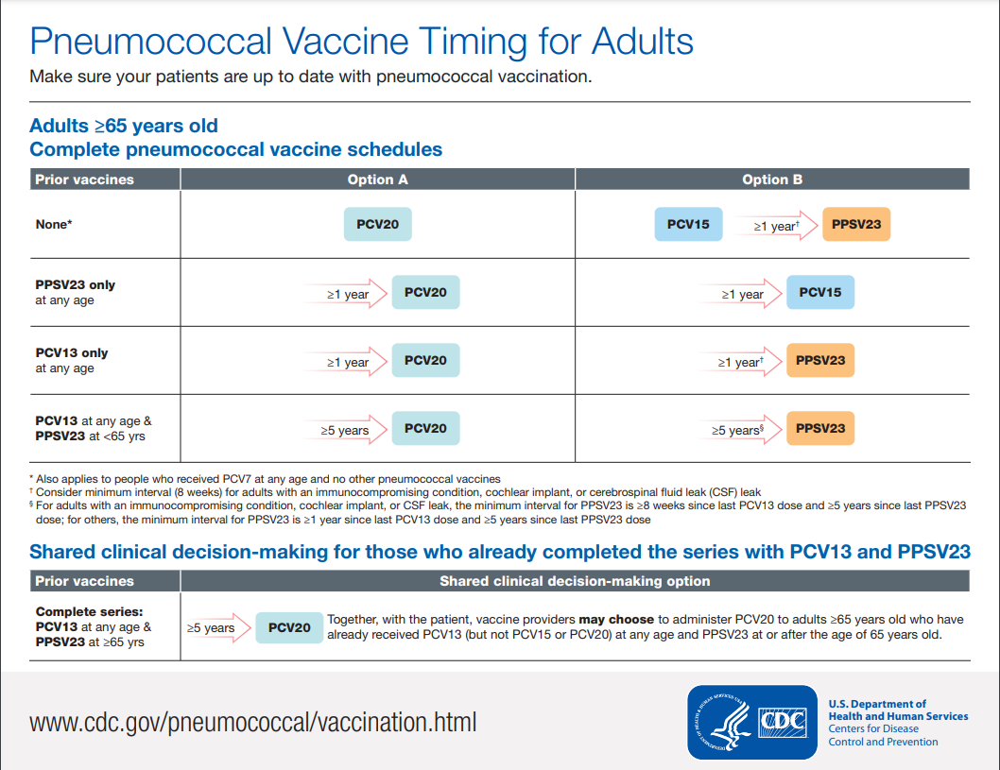 Pneumococcal Vaccine Timing for Adults
Make sure your patients are up to date with pneumococcal vaccination.
Adults ≥65 years old
Complete pneumococcal vaccine schedules
Prior vaccines Option A Option B
None* PCV20 PCV15 ≥1 year† PPSV23
PPSV23 only
at any age
≥1 year PCV20 ≥1 year PCV15
PCV13 only
at any age
≥1 year PCV20 ≥1 year† PPSV23
PCV13 at any age &
PPSV23 at <65 yrs
≥5 years PCV20 ≥5 years§ PPSV23
* Also applies to people who received PCV7 at any age and no other pneumococcal vaccines
† Consider minimum interval (8 weeks) for adults with an immunocompromising condition, cochlear implant, or cerebrospinal fluid leak (CSF) leak
§ For adults with an immunocompromising condition, cochlear implant, or CSF leak, the minimum interval for PPSV23 is ≥8 weeks since last PCV13 dose and ≥5 years since last PPSV23
dose; for others, the minimum interval for PPSV23 is ≥1 year since last PCV13 dose and ≥5 years since last PPSV23 dose
Shared clinical decision-making for those who already completed the series with PCV13 and PPSV23
Prior vaccines Shared clinical decision-making option
Complete series:
PCV13 at any age &
PPSV23 at ≥65 yrs
≥5 years PCV20
Together, with the patient, vaccine providers may choose to administer PCV20 to adults ≥65 years old who have
already received PCV13 (but not PCV15 or PCV20) at any age and PPSV23 at or after the age of 65 years old.
www.cdc.gov/pneumococcal/vaccination.html
DEPARTMENT OF HEALTH & HUMAN SERVICES USA
CDC
U.S. Department of
Health and Human Services
Centers for Disease
Control and Prevention